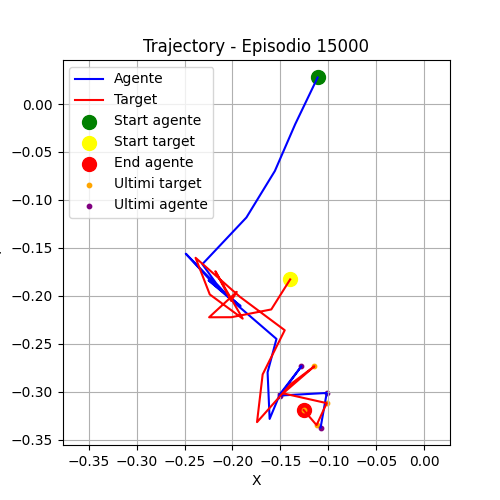 Trajectory - Episodio 15000
Agente
Target
Start agente
Start target
End agente
Ultimi target
Ultimi agente
0.00
−0.05
−0.10
−0.15
−0.20
−0.25
−0.30
−0.35
−0.35 −0.30 −0.25 −0.20 −0.15 −0.10 −0.05 0.00
X